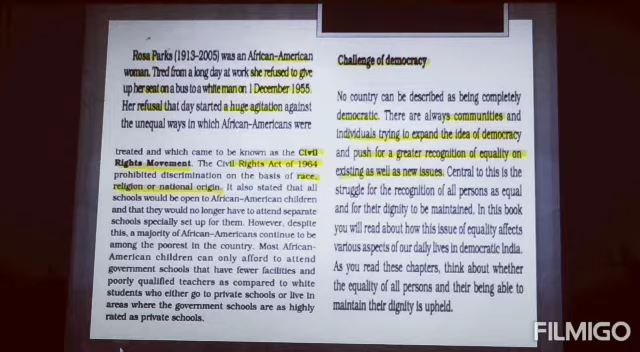 Rosa Parks (1913–2005) was an African–American
woman. Tired from a long day at work she refused to give
up her seat on a bus to a white man on 1 December 1955.
Her refusal that day started a huge agitation against
the unequal ways in which African–Americans were
treated and which came to be known as the Civil
Rights Movement. The Civil Rights Act of 1964
prohibited discrimination on the basis of race,
religion or national origin. It also stated that all
schools would be open to African–American children
and that they would no longer have to attend separate
schools specially set up for them. However, despite
this, a majority of African–Americans continue to be
among the poorest in the country. Most African-
American children can only afford to attend
government schools that have fewer facilities and
poorly qualified teachers as compared to white
students who either go to private schools or live in
areas where the government schools are as highly
rated as private schools.
Challenge of democracy
No country can be described as being completely
democratic. There are always communities and
individuals trying to expand the idea of democracy
and push for a greater recognition of equality on
existing as well as new issues. Central to this is the
struggle for the recognition of all persons as equal
and for their dignity to be maintained. In this book
you will read about how this issue of equality affects
various aspects of our daily lives in democratic India.
As you read these chapters, think about whether
the equality of all persons and their being able to
maintain their dignity is upheld.
FILMIGO